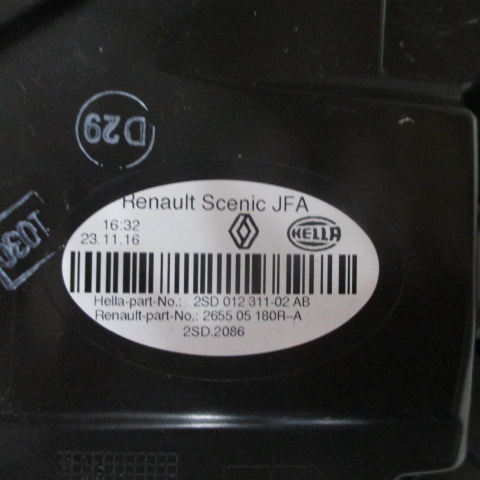 D29
1030
Renault Scenic JFA
16:32
23.11.16
HELLA
Hella-part-No.: 2SD 012 311-02 AB
Renault-part-No.: 2655 05 180R-A
2SD.2086